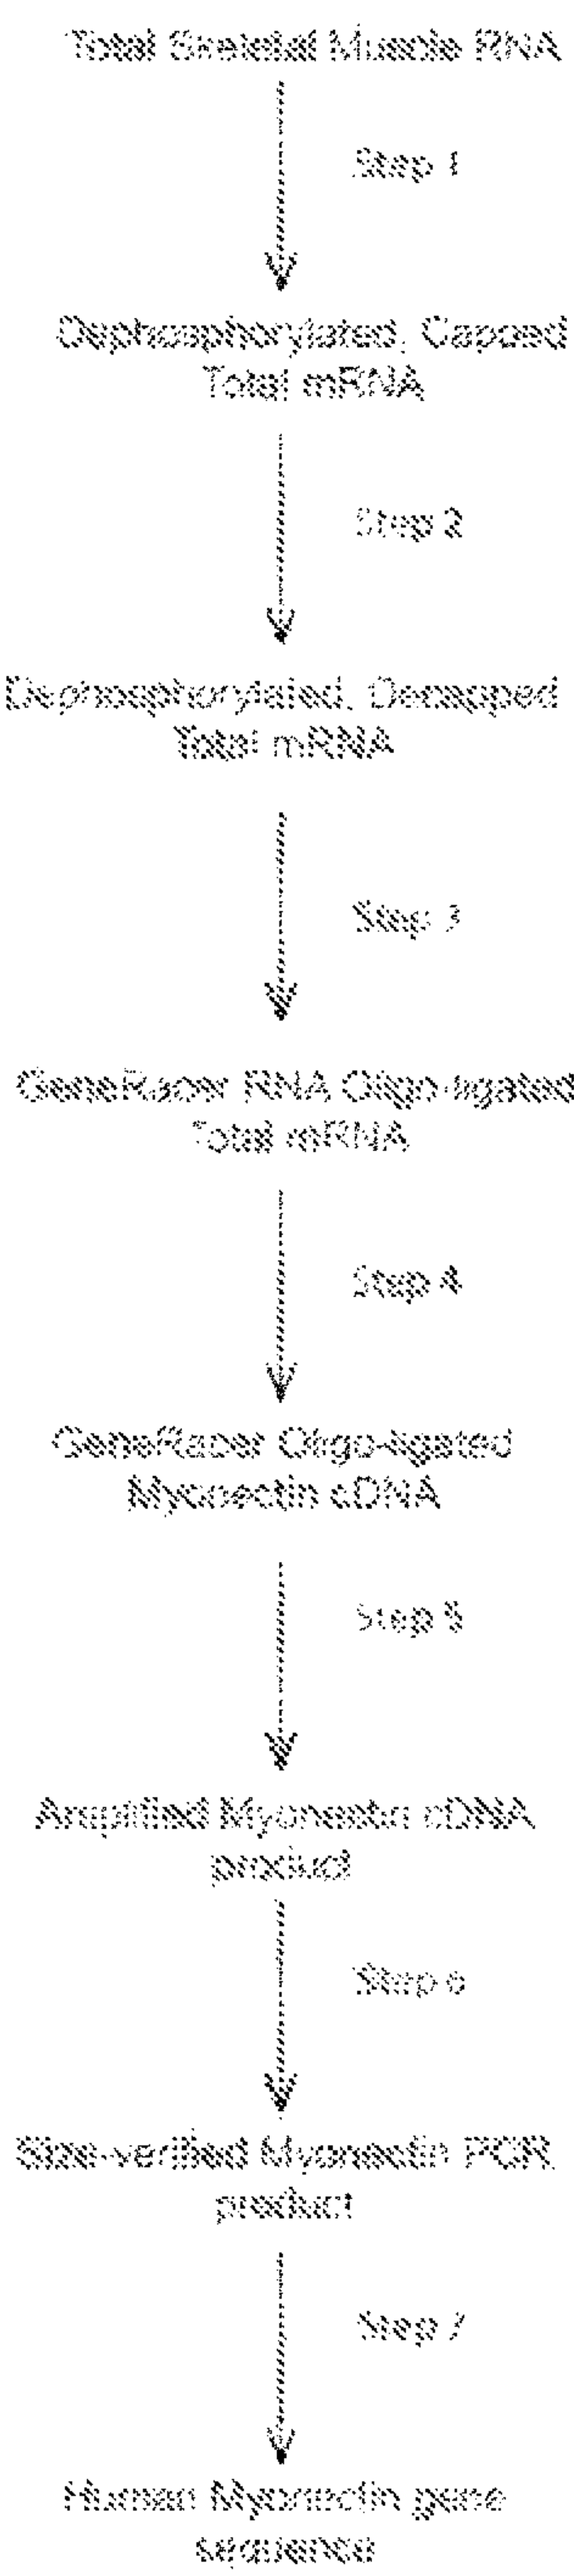 Total Skeletal Muscle RNA
Step 1
Dephosphorylated, Capped
Total mRNA
Step 2
Dephosphorylated, Decapped
Total mRNA
Step 3
GeneRacer RNA Oligo-ligated
Total mRNA
Step 4
GeneRacer Oligo-ligated
Myonectin cDNA
Step 5
Amplified Myonectin cDNA
product
Step 6
Size-verified Myonectin PCR
product
Step 7
Human Myonectin gene
sequence